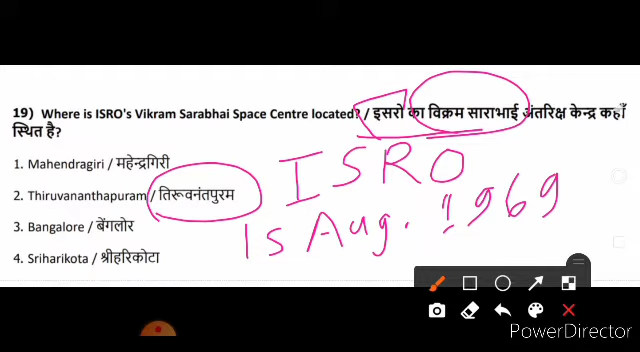 19) Where is ISRO's Vikram Sarabhai Space Centre located? / इसरो का विक्रम साराभाई अंतरिक्ष केन्द्र कहाँ
स्थित है?
1. Mahendragiri / महेन्द्रगिरी
2. Thiruvananthapuram / तिरूवनंतपुरम
3. Bangalore / बेंगलोर
4. Sriharikota / श्रीहरिकोटा
ISRO
15 Aug. 1969
PowerDirector